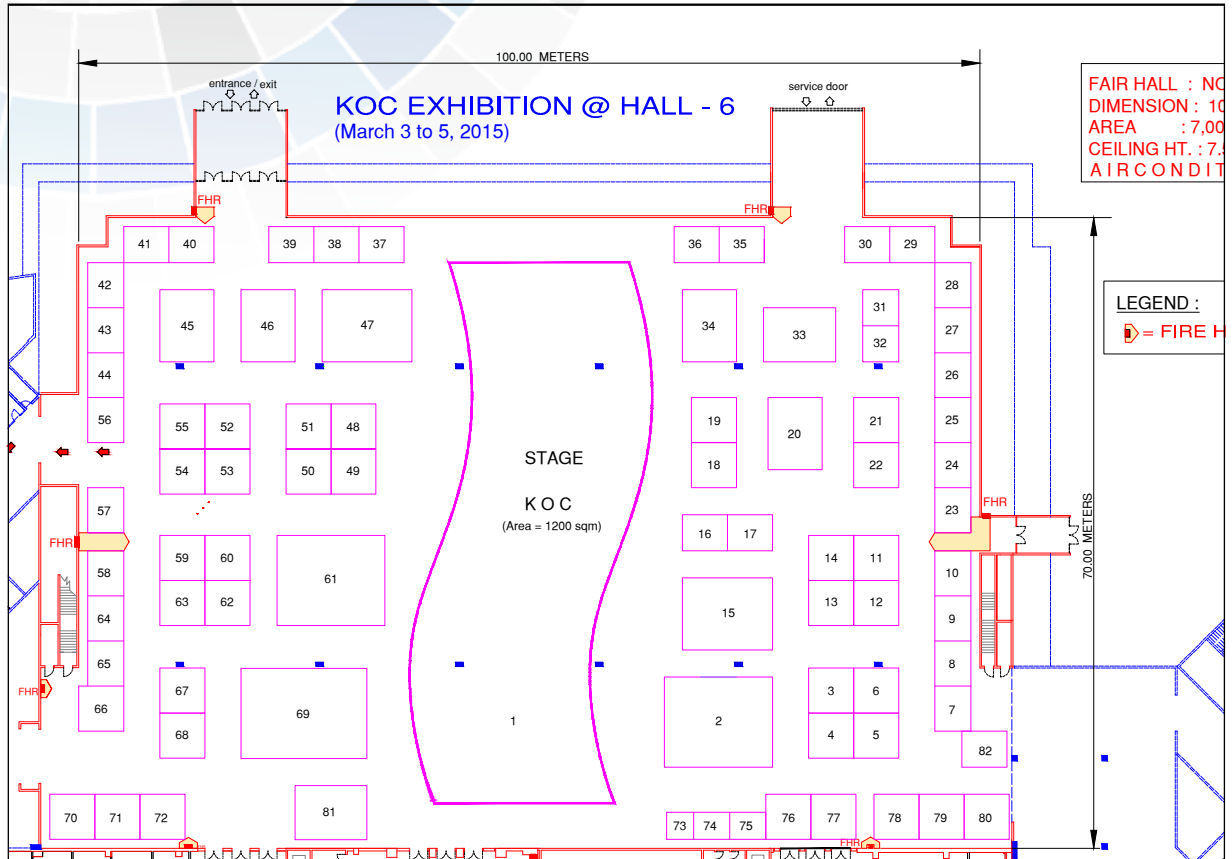 100.00 METERS
entrance / exit
service door
KOC EXHIBITION @ HALL - 6
(March 3 to 5, 2015)
FAIR HALL : NO
DIMENSION : 10
AREA : 7,00
CEILING HT. : 7.5
AIRCONDIT
FHR
FHR
41 40 39 38 37 36 35 30 29
42 28
45 46 47 34 33 31
43 27
32
44 26
LEGEND :
= FIRE H
56 55 52 51 48 19 20 21 25
54 53 50 49 18 22 24
STAGE
KOC
(Area = 1200 sqm)
57 23
FHR
16 17
FHR
70.00 METERS
59 60 61 14 11
58 10
63 62 15 13 12
64 9
65 8
FHR
67 69 3 6
66 1 2 7
68 4 5
82
70 71 72 81 73 74 75 76 77 78 79 80
FHR